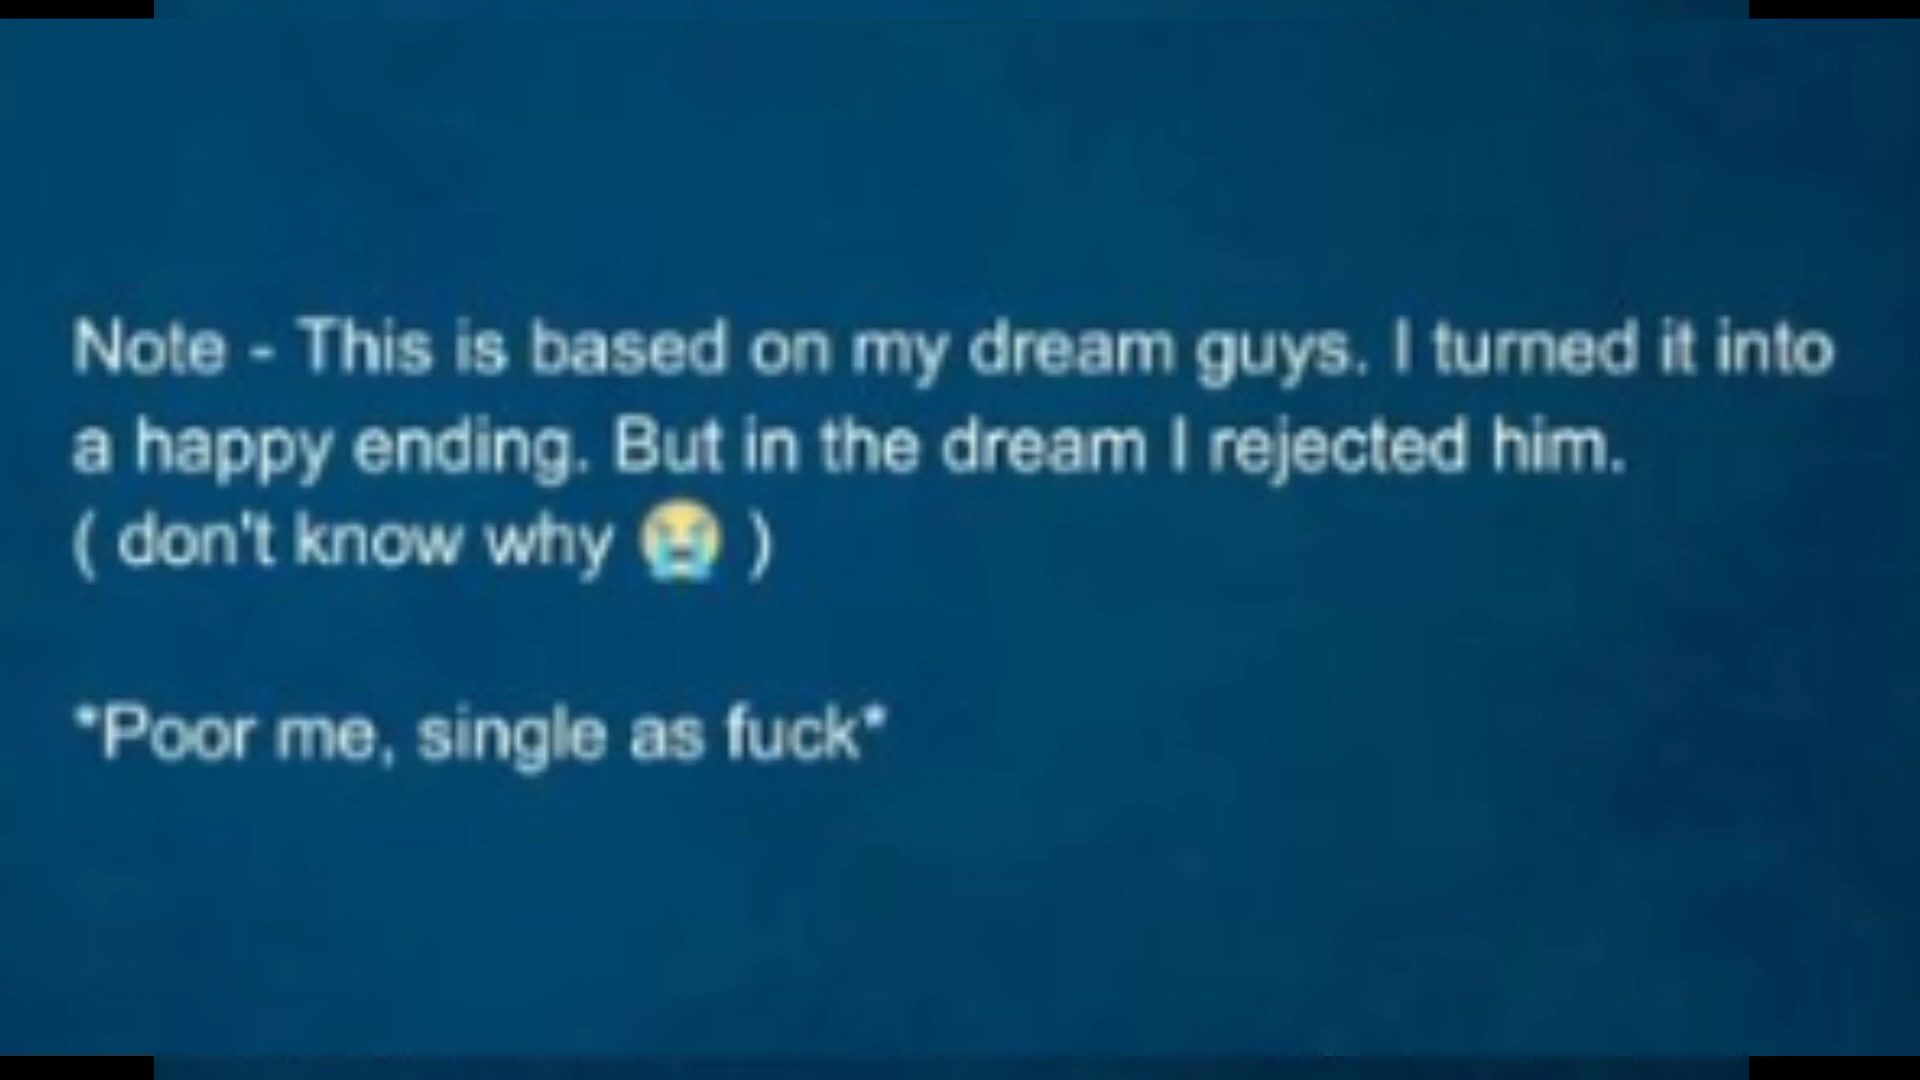 Note - This is based on my dream guys. I turned it into
a happy ending. But in the dream I rejected him.
( don't know why 😭 )
*Poor me, single as fuck*